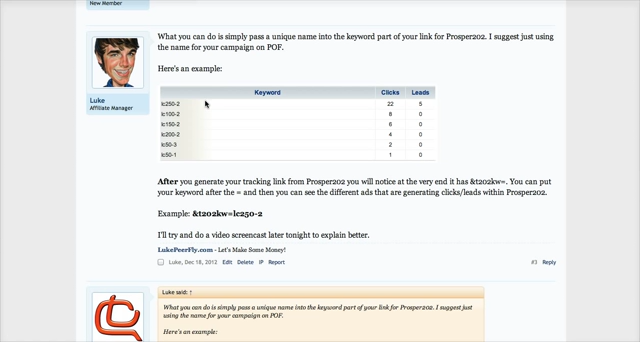 New Member
What you can do is simply pass a unique name into the keyword part of your link for Prosper202. I suggest just using
the name for your campaign on POF.
Here's an example:
Luke
Affiliate Manager
Keyword Clicks Leads
lc250-2 22 5
lc100-2 8 0
lc150-2 6 0
lc200-2 4 0
lc50-3 2 0
lc50-1 1 0
After you generate your tracking link from Prosper202 you will notice at the very end it has &t202kw=. You can put
your keyword after the = and then you can see the different ads that are generating clicks/leads within Prosper202.
Example: &t202kw=lc250-2
I'll try and do a video screencast later tonight to explain better.
LukePeerFly.com - Let's Make Some Money!
Luke, Dec 18, 2012 Edit Delete IP Report #3 Reply
Luke said: ↑
What you can do is simply pass a unique name into the keyword part of your link for Prosper202. I suggest just
using the name for your campaign on POF.
Here's an example: